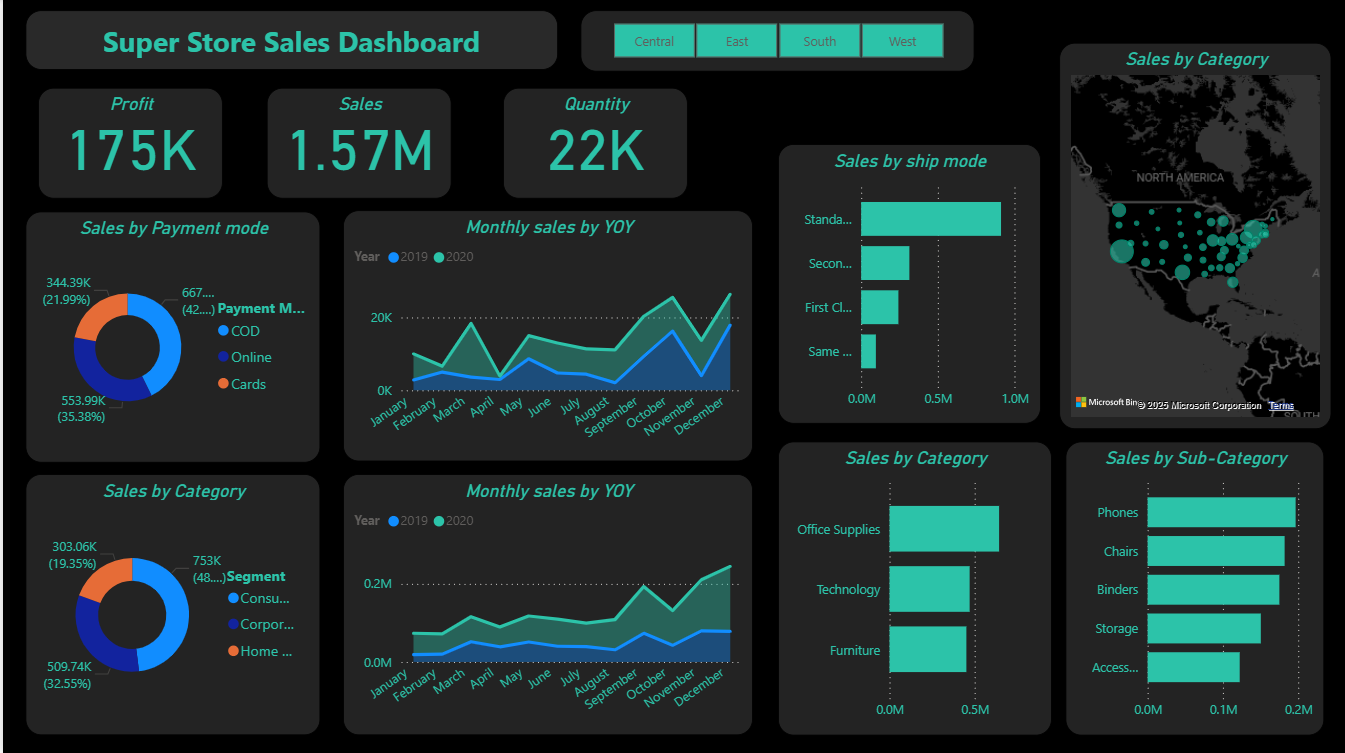 Super Store Sales Dashboard
Central
East
South
West
Profit
175K
Sales
1.57M
Quantity
22K
Sales by Payment mode
344.39K
(21.99%)
667....
(42....)
553.99K
(35.38%)
Payment M...
COD
Online
Cards
Monthly sales by YOY
Year 2019 2020
20K
0K
January
February
March
April
May
June
July
August
September
October
November
December
Sales by ship mode
Standa...
Secon...
First Cl...
Same ...
0.0M 0.5M 1.0M
Sales by Category
NORTH AMERICA
A
Microsoft Bing
© 2025 Microsoft Corporation Terms
SOUTH
Sales by Category
303.06K
(19.35%)
753K
(48....)
509.74K
(32.55%)
Segment
Consu...
Corpor...
Home ...
Monthly sales by YOY
Year 2019 2020
0.2M
0.0M
January
February
March
April
May
June
July
August
September
October
November
December
Sales by Category
Office Supplies
Technology
Furniture
0.0M 0.5M
Sales by Sub-Category
Phones
Chairs
Binders
Storage
Access...
0.0M 0.1M 0.2M